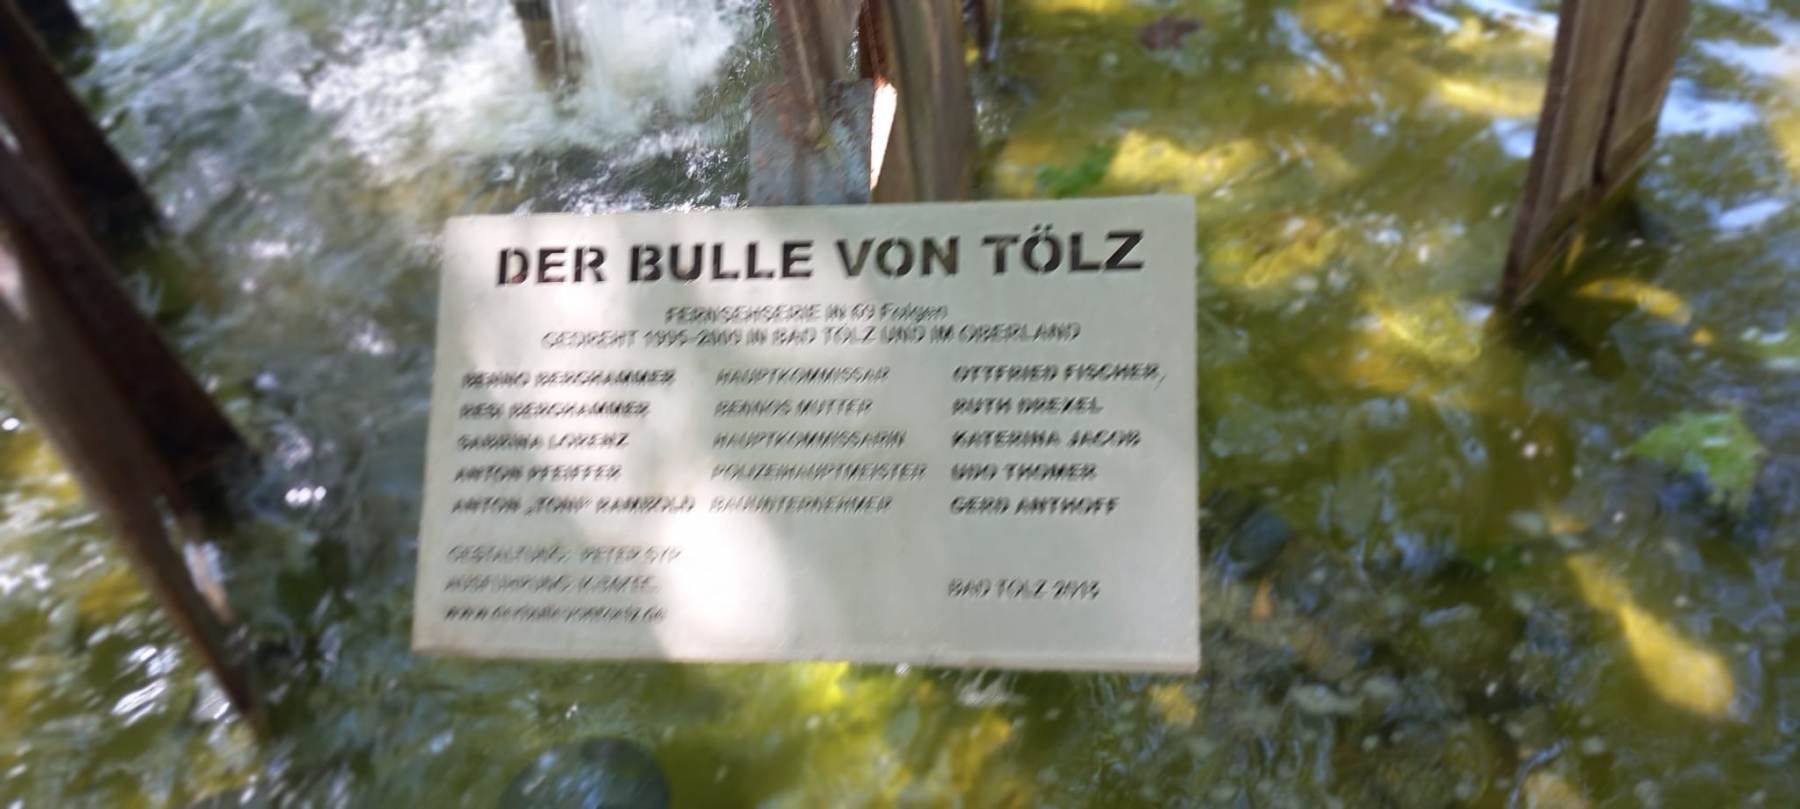 DER BULLE VON TÖLZ
FERNSEHSERIE IN 69 Folgen
GEDREHT 1995-2009 IN BAD TÖLZ UND IM OBERLAND
BENNO BERGHAMMER HAUPTKOMMISSAR OTTFRIED FISCHER
RESI BERGHAMMER BENNOS MUTTER RUTH DREXEL
SABRINA LORENZ HAUPTKOMMISSARIN KATERINA JACOB
ANTON PFEIFFER POLIZEIHAUPTMEISTER UDO THOMER
ANTON „TONI“ RAMBOLD BAUUNTERNEHMER GERD ANTHOFF
GESTALTUNG: PETER
AUSFÜHRUNG:
BAD TÖLZ